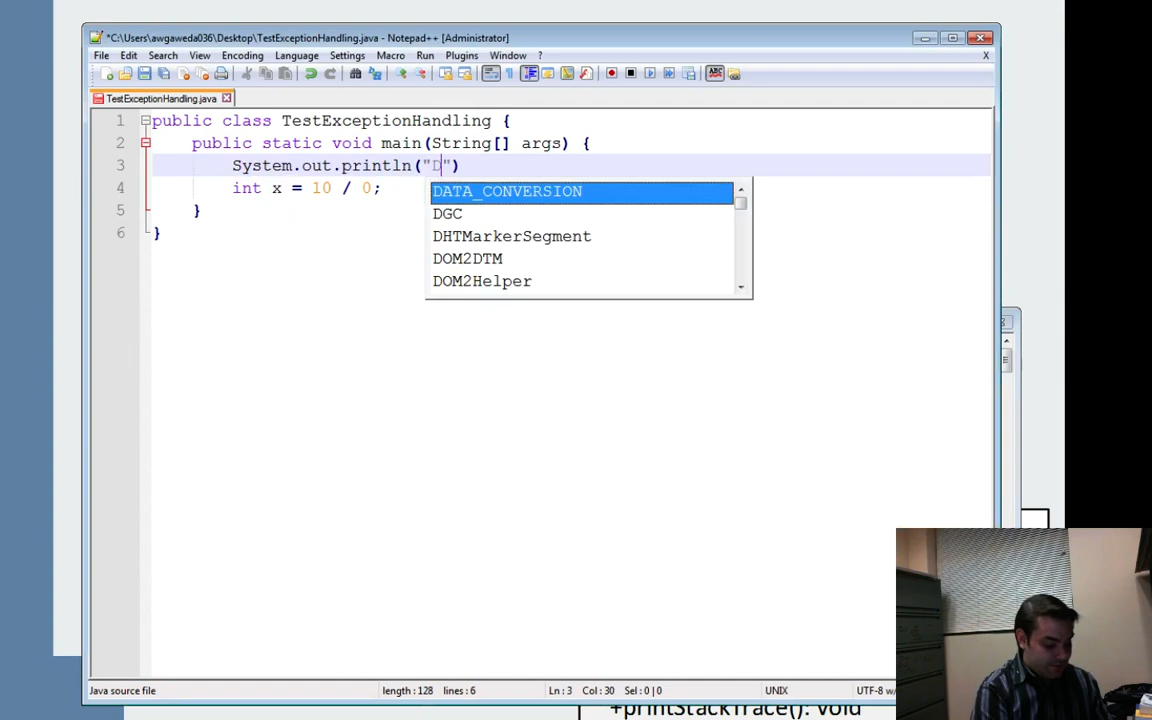 *C:\Users\awgaweda036\Desktop\TestExceptionHandling.java - Notepad++ [Administrator]
File Edit Search View Encoding Language Settings Macro Run Plugins Window ? X
TestExceptionHandling.java
1 public class TestExceptionHandling {
2 public static void main(String[] args) {
3 System.out.println("D")
4 int x = 10 / 0;
5 }
6 }
DATA_CONVERSION
DGC
DHTMarkerSegment
DOM2DTM
DOM2Helper
Java source file length : 128 lines : 6 Ln : 3 Col : 30 Sel : 0 | 0 UNIX UTF-8 w/
+printStackTrace(): void